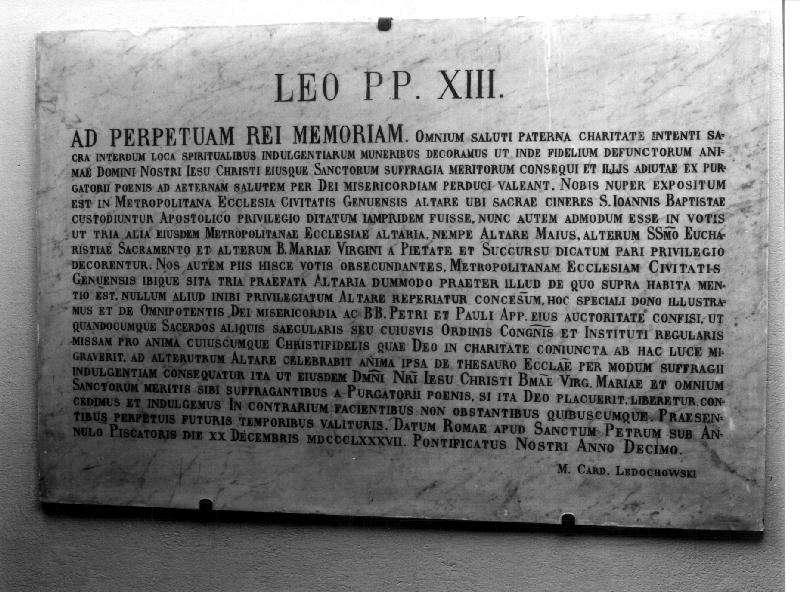 LEO PP. XIII.
AD PERPETUAM REI MEMORIAM. OMNIUM SALUTI PATERNA CHARITATE INTENTI SA-
CRA INTERDUM LOCA SPIRITUALIBUS INDULGENTIARUM MUNERIBUS DECORAMUS UT INDE FIDELIUM DEFUNCTORUM ANI-
MAE DOMINI NOSTRI IESU CHRISTI EIUSQUE SANCTORUM SUFFRAGIA MERITORUM CONSEQUI ET ILLIS ADIUTAE EX PUR-
GATORII POENIS AD AETERNAM SALUTEM PER DEI MISERICORDIAM PERDUCI VALEANT. NOBIS NUPER EXPOSITUM
EST IN METROPOLITANA ECCLESIA CIVITATIS GENUENSIS ALTARE UBI SACRAE CINERES S. IOANNIS BAPTISTAE
CUSTODIUNTUR APOSTOLICO PRIVILEGIO DITATUM IAMPRIDEM FUISSE, NUNC AUTEM ADMODUM ESSE IN VOTIS
UT TRIA ALIA EIUSDEM METROPOLITANAE ECCLESIAE ALTARIA, NEMPE ALTARE MAIUS, ALTERUM SSM̃O EUCHA-
RISTIAE SACRAMENTO ET ALTERUM B. MARIAE VIRGINI A PIETATE ET SUCCURSU DICATUM PARI PRIVILEGIO
DECORENTUR. NOS AUTEM PIIS HISCE VOTIS OBSECUNDANTES, METROPOLITANAM ECCLESIAM CIVITATIS
GENUENSIS IBIQUE SITA TRIA PRAEFATA ALTARIA DUMMODO PRAETER ILLUD DE QUO SUPRA HABITA MEN-
TIO EST, NULLUM ALIUD INIBI PRIVILEGIATUM ALTARE REPERIATUR CONCES̃UM, HOC SPECIALI DONO ILLUSTRA-
MUS ET DE OMNIPOTENTIS DEI MISERICORDIA AC BB. PETRI ET PAULI APP. EIUS AUCTORITATE CONFISI, UT
QUANDOCUMQUE SACERDOS ALIQUIS SAECULARIS SEU CUIUSVIS ORDINIS CONGÑIS ET INSTITUTI REGULARIS
MISSAM PRO ANIMA CUIUSCUMQUE CHRISTIFIDELIS QUAE DEO IN CHARITATE CONIUNCTA AB HAC LUCE MI-
GRAVERIT, AD ALTERUTRUM ALTARE CELEBRABIT AÑIMA IPSA DE THESAURO ECCLAẼ PER MODUM SUFFRAGII
INDULGENTIAM CONSEQUATUR ITA UT EIUSDEM DMÑI NRĨ IESU CHRISTI BMAẼ VIRG. MARIAE ET OMNIUM
SANCTORUM MERITIS SIBI SUFFRAGANTIBUS A PURGATORII POENIS, SI ITA DEO PLACUERIT, LIBERETUR CON-
CEDIMUS ET INDULGEMUS IN CONTRARIUM FACIENTIBUS NON OBSTANTIBUS QUIBUSCUMQUE. PRAESEN-
TIBUS PERPETUIS FUTURIS TEMPORIBUS VALITURIS. DATUM ROMAE APUD SANCTUM PETRUM SUB AN-
NULO PISCATORIS DIE XX DECEMBRIS MDCCCLXXXVII. PONTIFICATUS NOSTRI ANNO DECIMO.
M. CARD. LEDOCHOWSKI